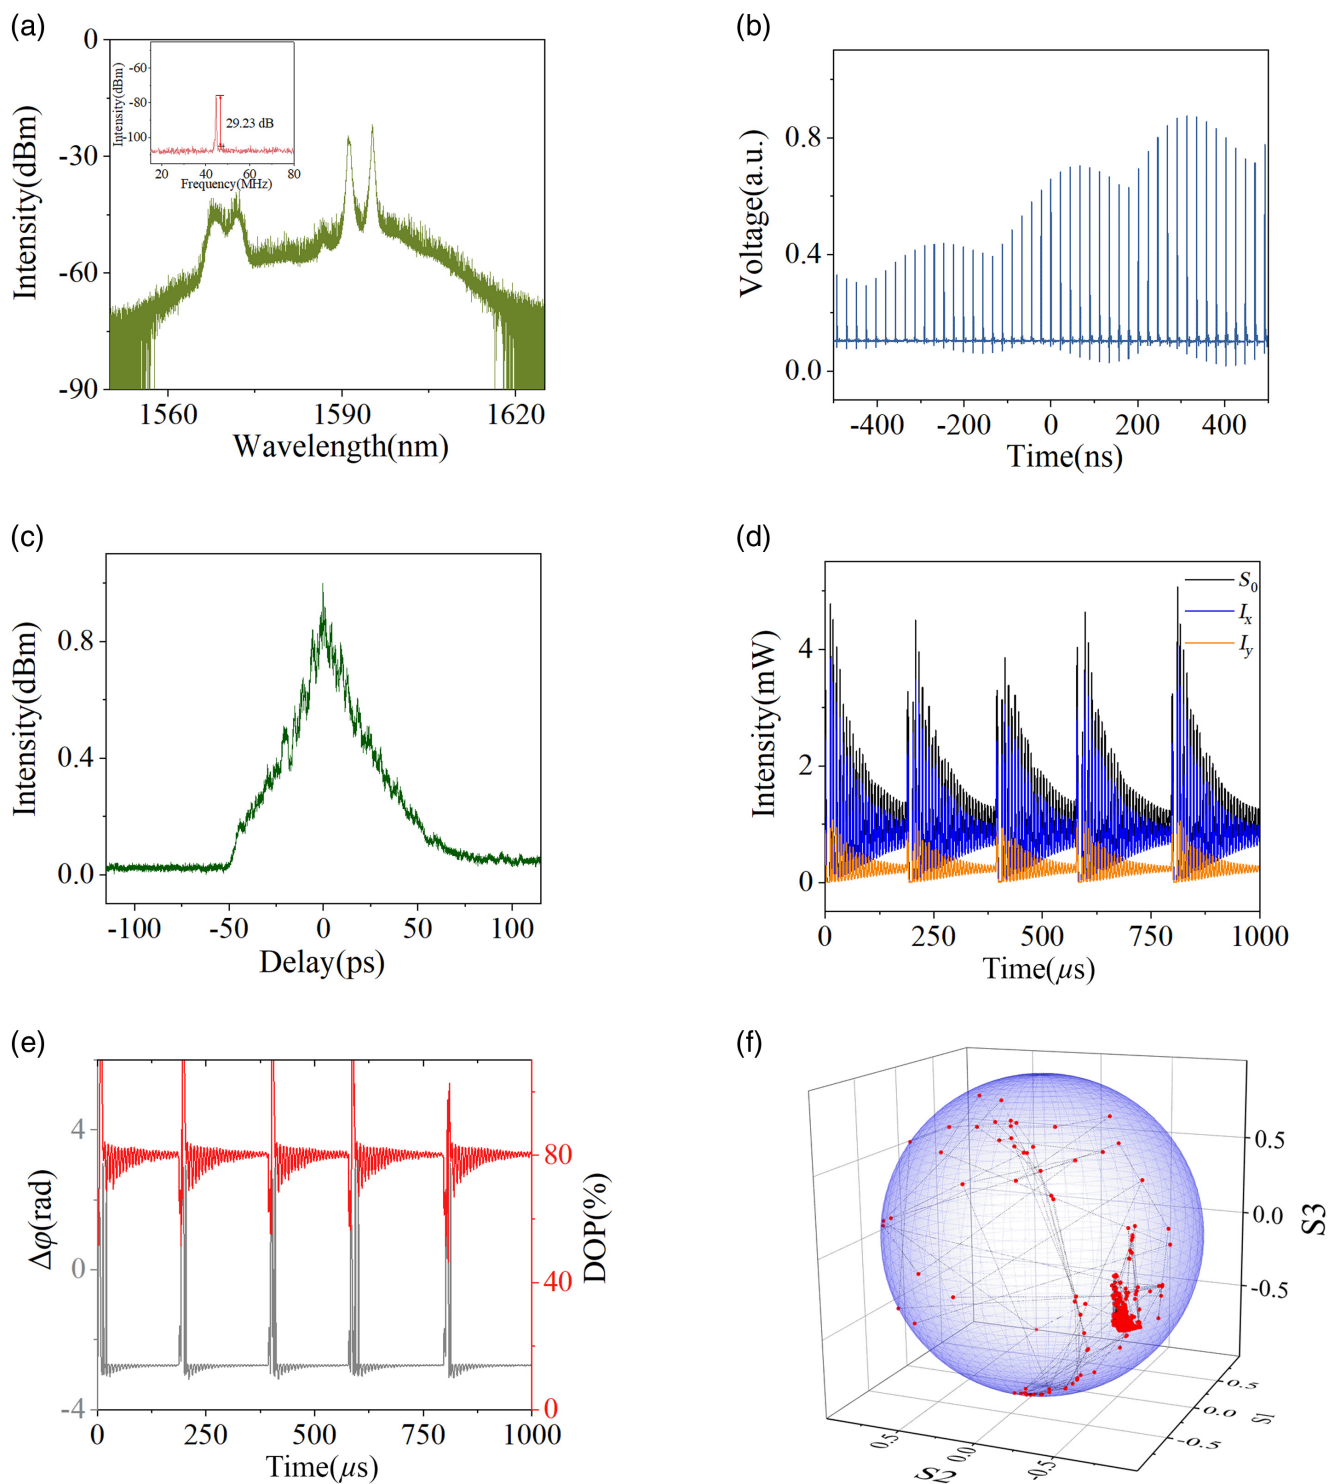 (a)
0
-30
-60
-90
Intensity(dBm)
1560
1590
1620
Wavelength(nm)
-60
-80
-100
Intensity(dBm)
29.23 dB
20
40
60
80
Frequency(MHz)
(b)
0.8
0.4
0.0
Voltage(a.u.)
-400
-200
0
200
400
Time(ns)
(c)
0.8
0.4
0.0
Intensity(dBm)
-100
-50
0
50
100
Delay(ps)
(d)
4
2
0
Intensity(mW)
S0
Ix
Iy
0
250
500
750
1000
Time(μs)
(e)
4
0
-4
Δφ(rad)
80
40
0
DOP(%)
0
250
500
750
1000
Time(μs)
(f)
0.5
0.0
-0.5
S3
0.5
0.0
-0.5
S1
0.5
0.0
-0.5
S2